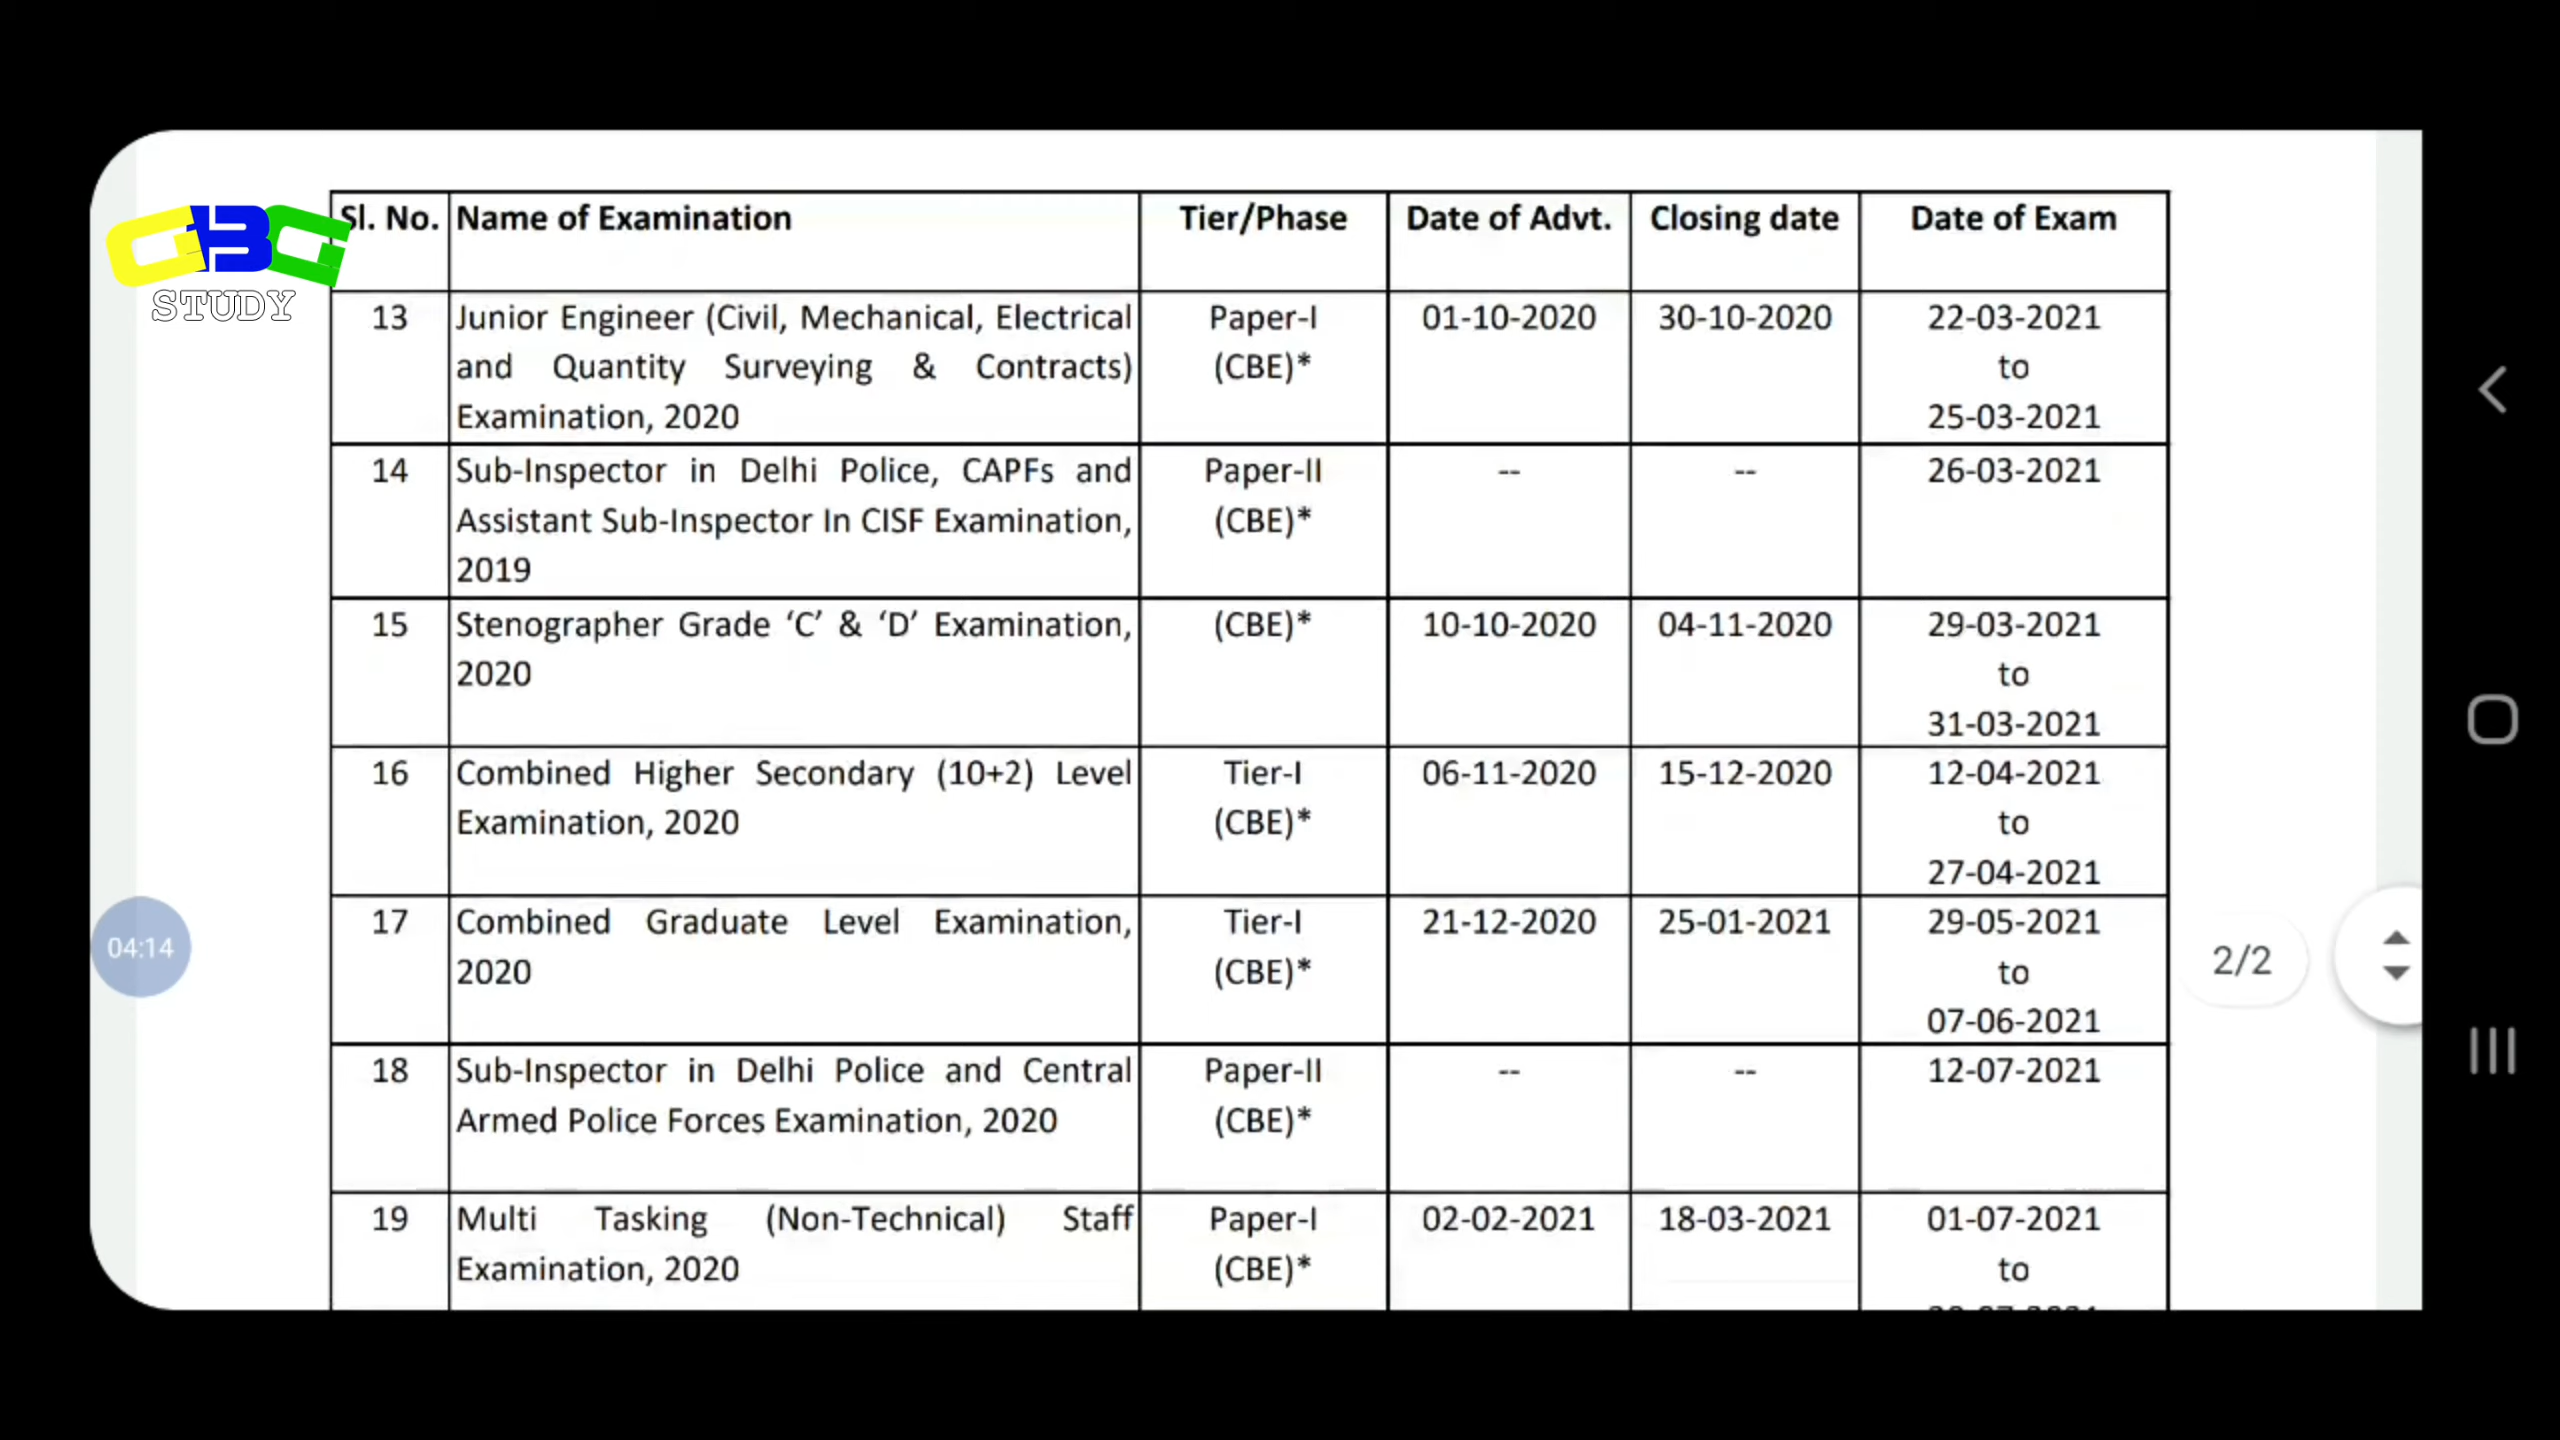 Sl. No. Name of Examination Tier/Phase Date of Advt. Closing date Date of Exam
CBC
STUDY
13 Junior Engineer (Civil, Mechanical, Electrical Paper-I 01-10-2020 30-10-2020 22-03-2021
and Quantity Surveying & Contracts) (CBE)* to
Examination, 2020 25-03-2021
14 Sub-Inspector in Delhi Police, CAPFs and Paper-II -- -- 26-03-2021
Assistant Sub-Inspector In CISF Examination, (CBE)*
2019
15 Stenographer Grade ‘C’ & ‘D’ Examination, (CBE)* 10-10-2020 04-11-2020 29-03-2021
2020 to
31-03-2021
16 Combined Higher Secondary (10+2) Level Tier-I 06-11-2020 15-12-2020 12-04-2021
Examination, 2020 (CBE)* to
27-04-2021
17 Combined Graduate Level Examination, Tier-I 21-12-2020 25-01-2021 29-05-2021
04:14
2/2
2020 (CBE)* to
07-06-2021
18 Sub-Inspector in Delhi Police and Central Paper-II -- -- 12-07-2021
Armed Police Forces Examination, 2020 (CBE)*
19 Multi Tasking (Non-Technical) Staff Paper-I 02-02-2021 18-03-2021 01-07-2021
Examination, 2020 (CBE)* to